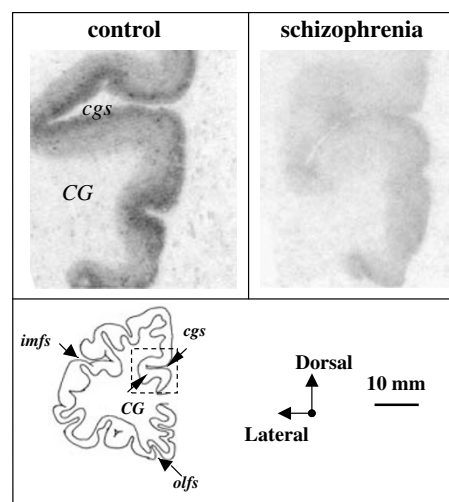 control
schizophrenia
cgs
CG
imfs
cgs
CG
olfs
Dorsal
10 mm
Lateral